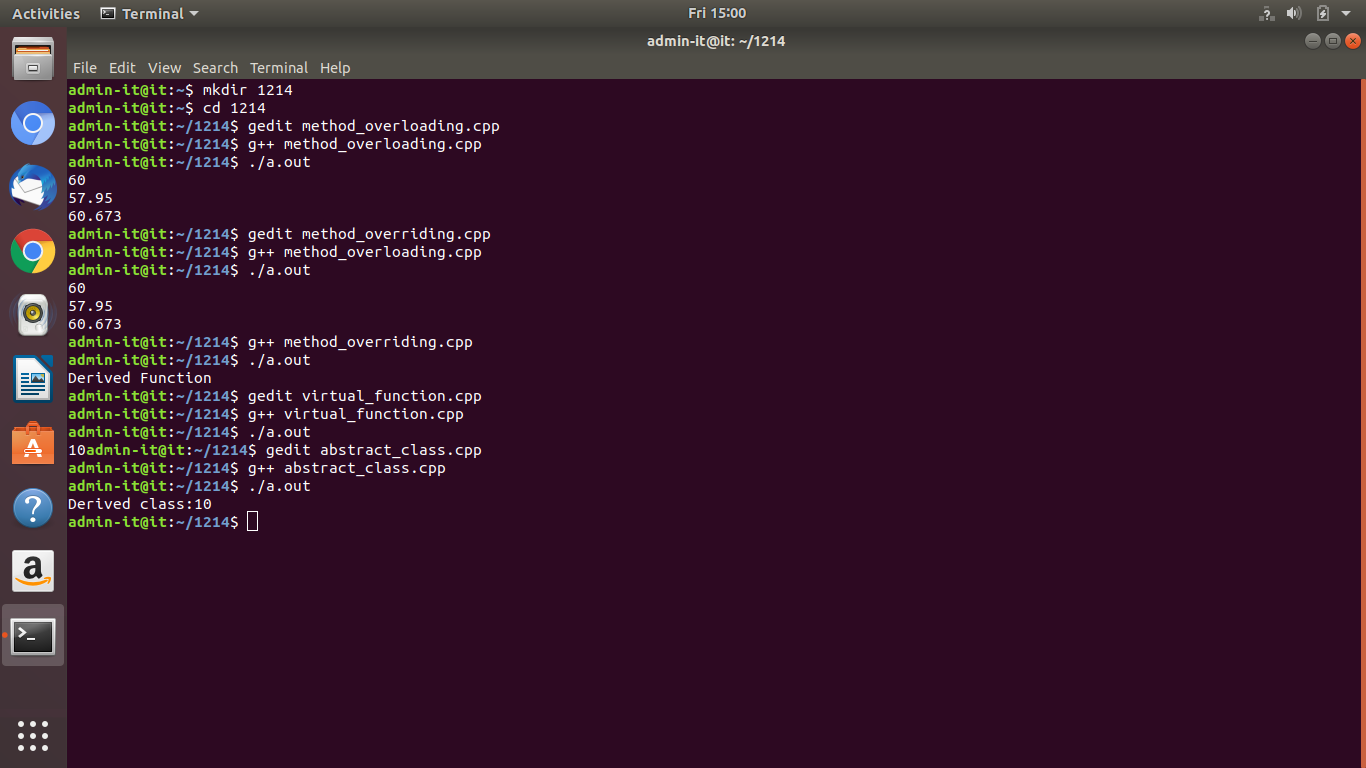 Activities Terminal Fri 15:00
admin-it@it: ~/1214
File Edit View Search Terminal Help
admin-it@it:~$ mkdir 1214
admin-it@it:~$ cd 1214
admin-it@it:~/1214$ gedit method_overloading.cpp
admin-it@it:~/1214$ g++ method_overloading.cpp
admin-it@it:~/1214$ ./a.out
60
57.95
60.673
admin-it@it:~/1214$ gedit method_overriding.cpp
admin-it@it:~/1214$ g++ method_overloading.cpp
admin-it@it:~/1214$ ./a.out
60
57.95
60.673
admin-it@it:~/1214$ g++ method_overriding.cpp
admin-it@it:~/1214$ ./a.out
Derived Function
admin-it@it:~/1214$ gedit virtual_function.cpp
admin-it@it:~/1214$ g++ virtual_function.cpp
admin-it@it:~/1214$ ./a.out
10admin-it@it:~/1214$ gedit abstract_class.cpp
admin-it@it:~/1214$ g++ abstract_class.cpp
admin-it@it:~/1214$ ./a.out
Derived class:10
admin-it@it:~/1214$